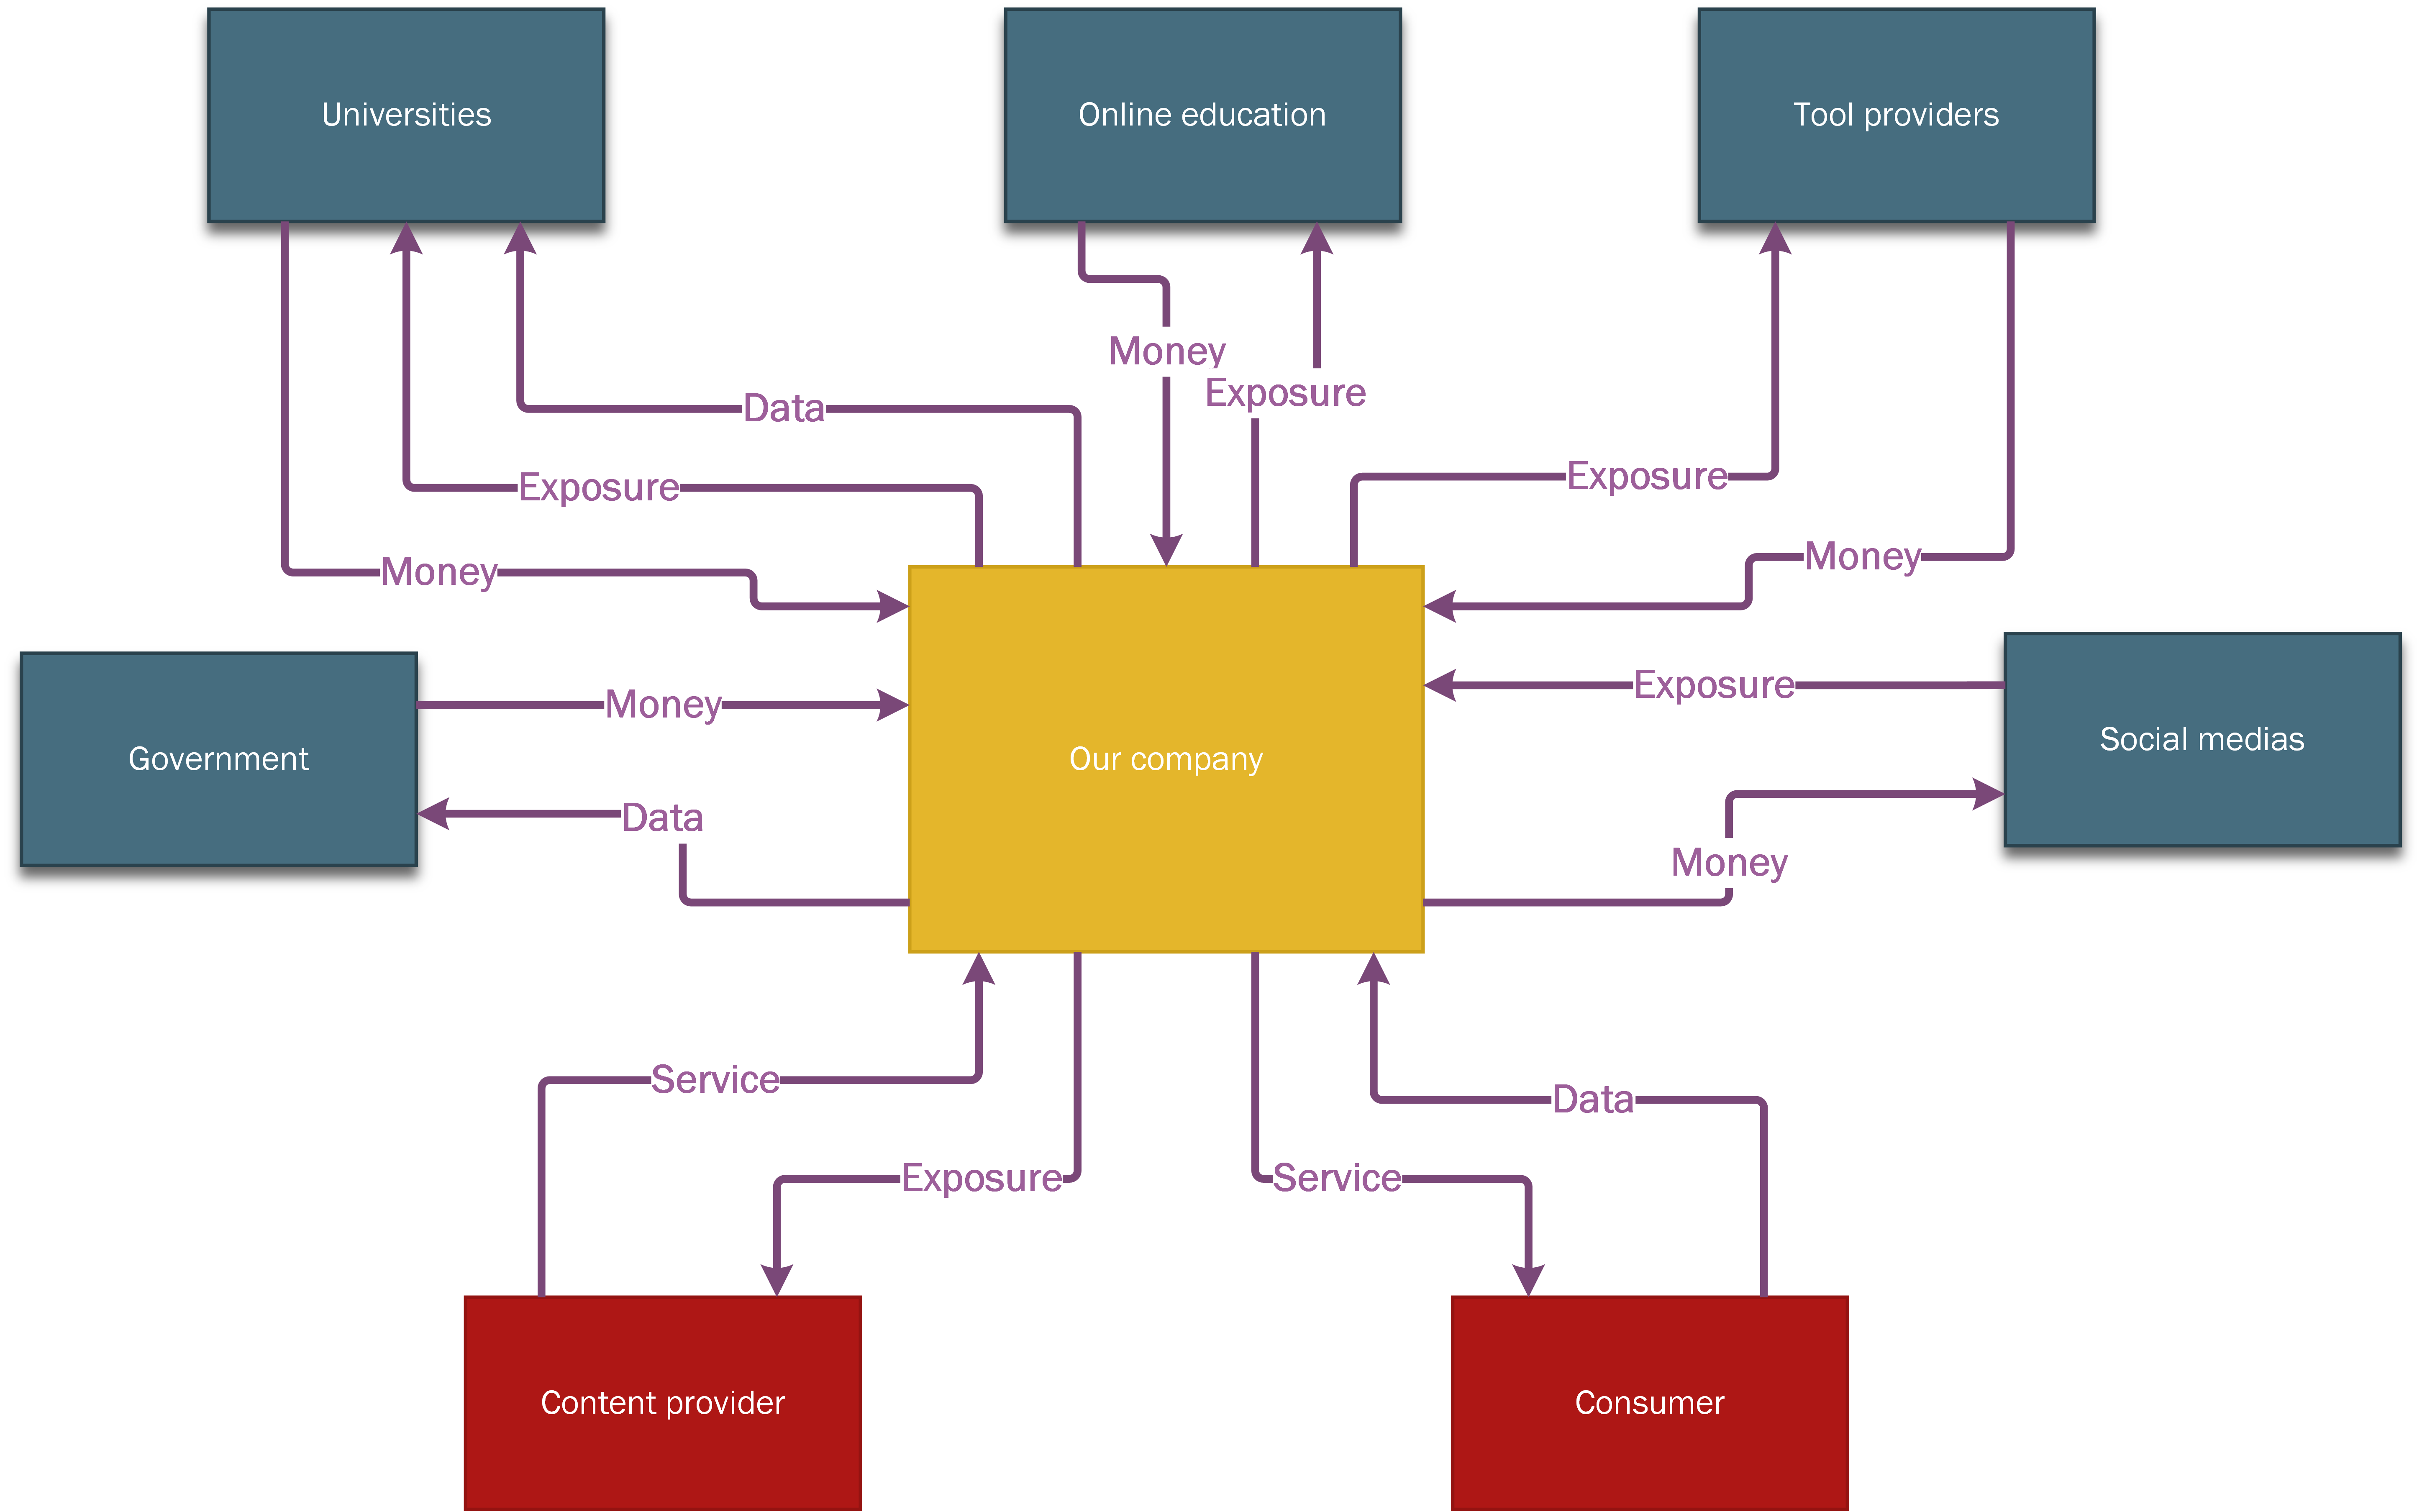 Universities
Online education
Tool providers
Money
Exposure
Data
Exposure
Exposure
Money
Money
Money
Exposure
Government
Our company
Social medias
Data
Money
Service
Data
Exposure
Service
Content provider
Consumer